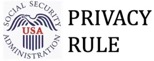 SOCIAL SECURITY
USA
ADMINISTRATION
PRIVACY
RULE